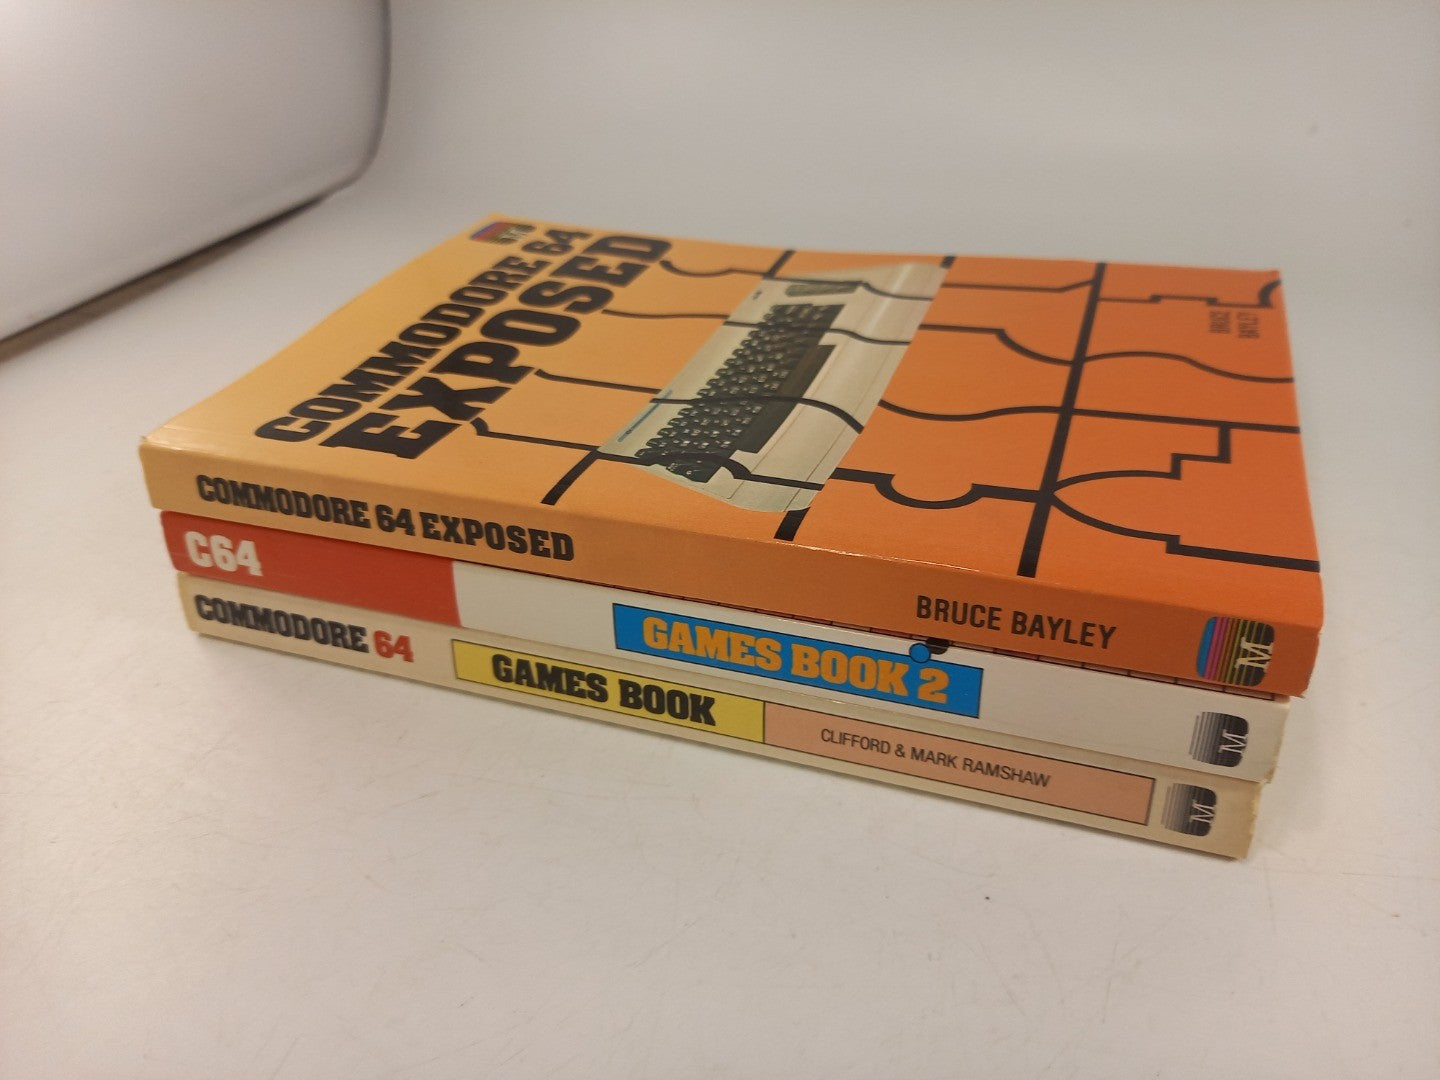 COMMODORE 64
EXPOSED
BRUCE
BAYLEY
COMMODORE 64 EXPOSED
BRUCE BAYLEY
M
C64
GAMES BOOK 2
M
COMMODORE 64
GAMES BOOK
CLIFFORD & MARK RAMSHAW
M